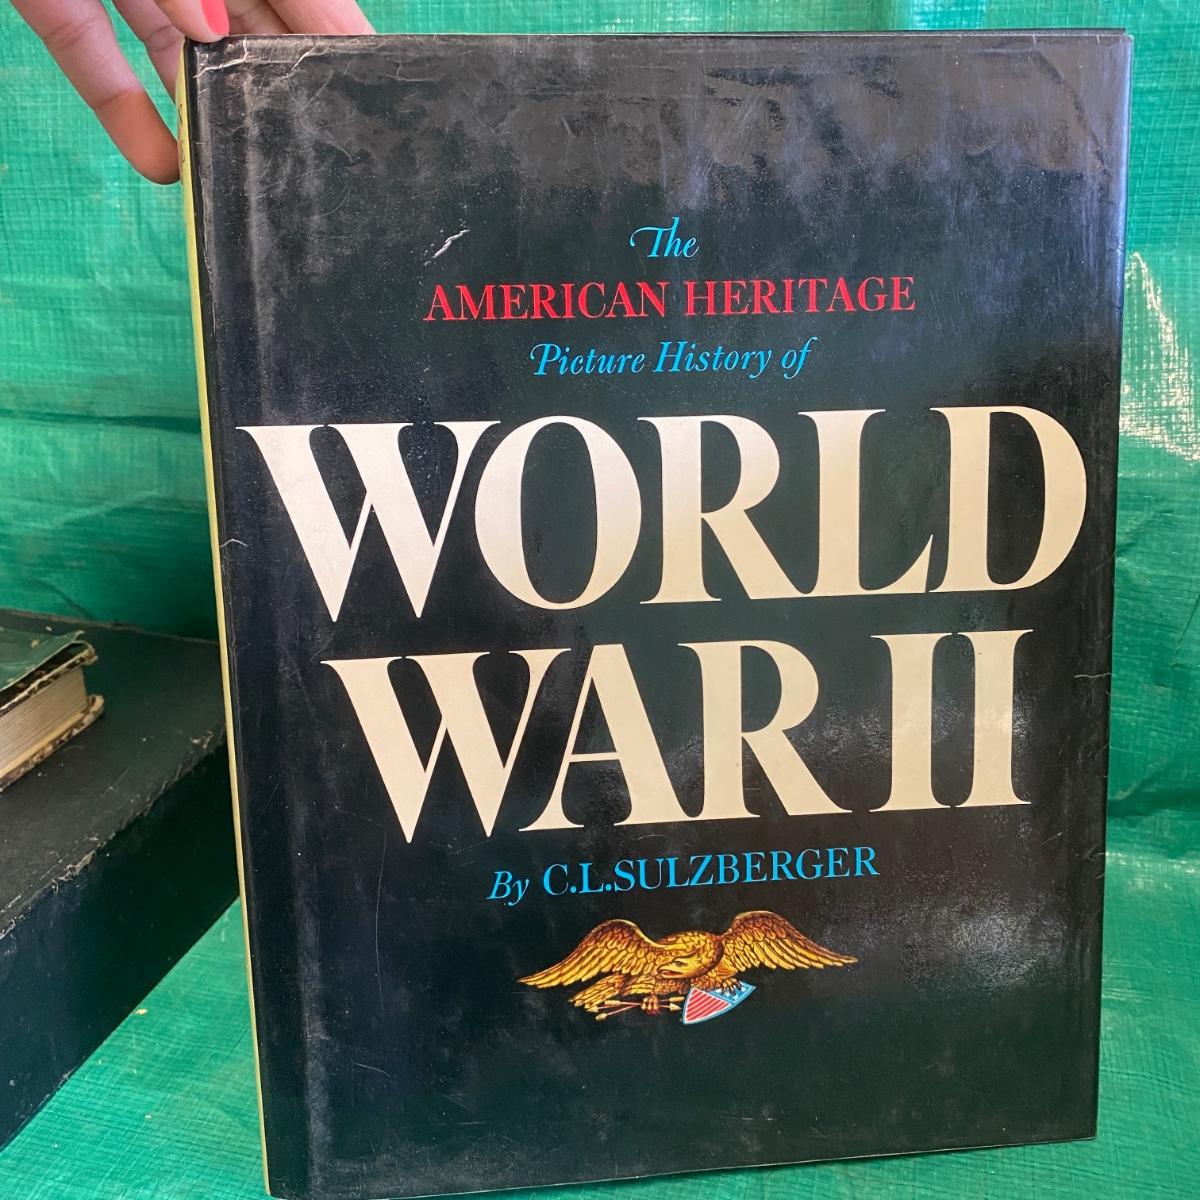 The
AMERICAN HERITAGE
Picture History of
WORLD
WAR II
By C.L.SULZBERGER